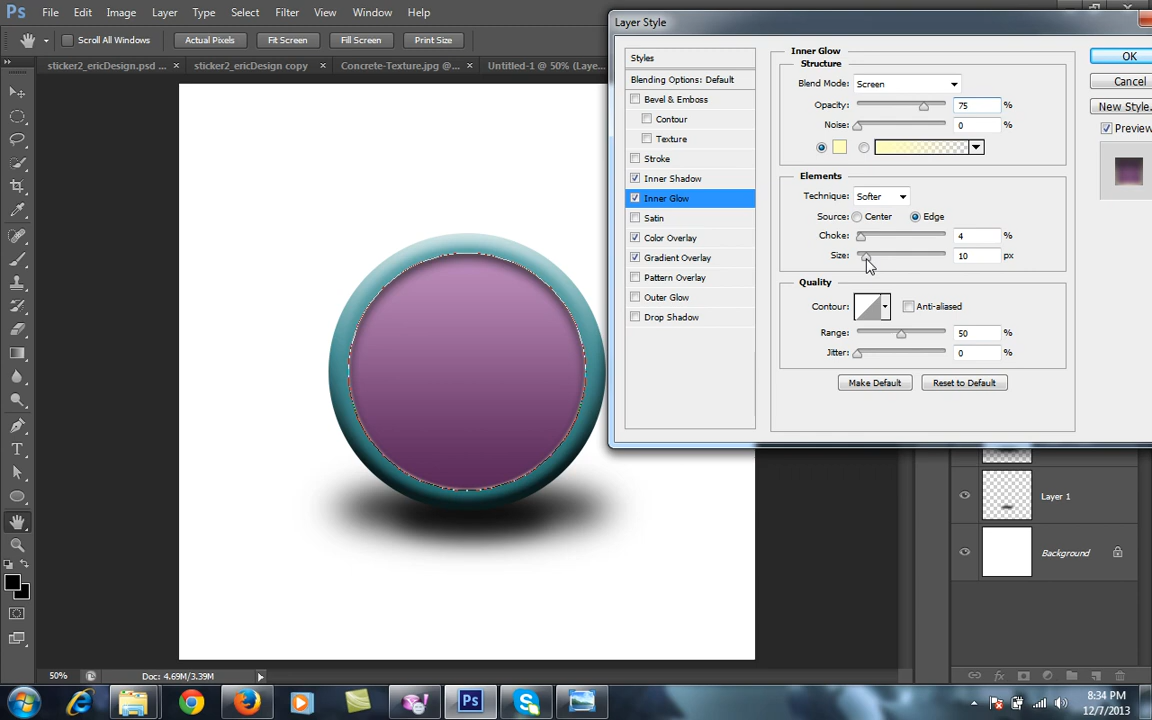 Ps File Edit Image Layer Type Select Filter View Window Help
Scroll All Windows Actual Pixels Fit Screen Fill Screen Print Size
sticker2_ericDesign.psd ... × sticker2_ericDesign copy × Concrete-Texture.jpg @... × Untitled-1 @ 50% (Laye...
Layer Style
Styles
Blending Options: Default
Bevel & Emboss
Contour
Texture
Stroke
Inner Shadow
Inner Glow
Satin
Color Overlay
Gradient Overlay
Pattern Overlay
Outer Glow
Drop Shadow
Inner Glow
Structure
Blend Mode: Screen
Opacity: 75 %
Noise: 0 %
Elements
Technique: Softer
Source: Center Edge
Choke: 4 %
Size: 10 px
Quality
Contour: Anti-aliased
Range: 50 %
Jitter: 0 %
Make Default Reset to Default
OK
Cancel
New Style...
Preview
Layer 1
Background
50% Doc: 4.69M/3.39M
8:34 PM
12/7/2013